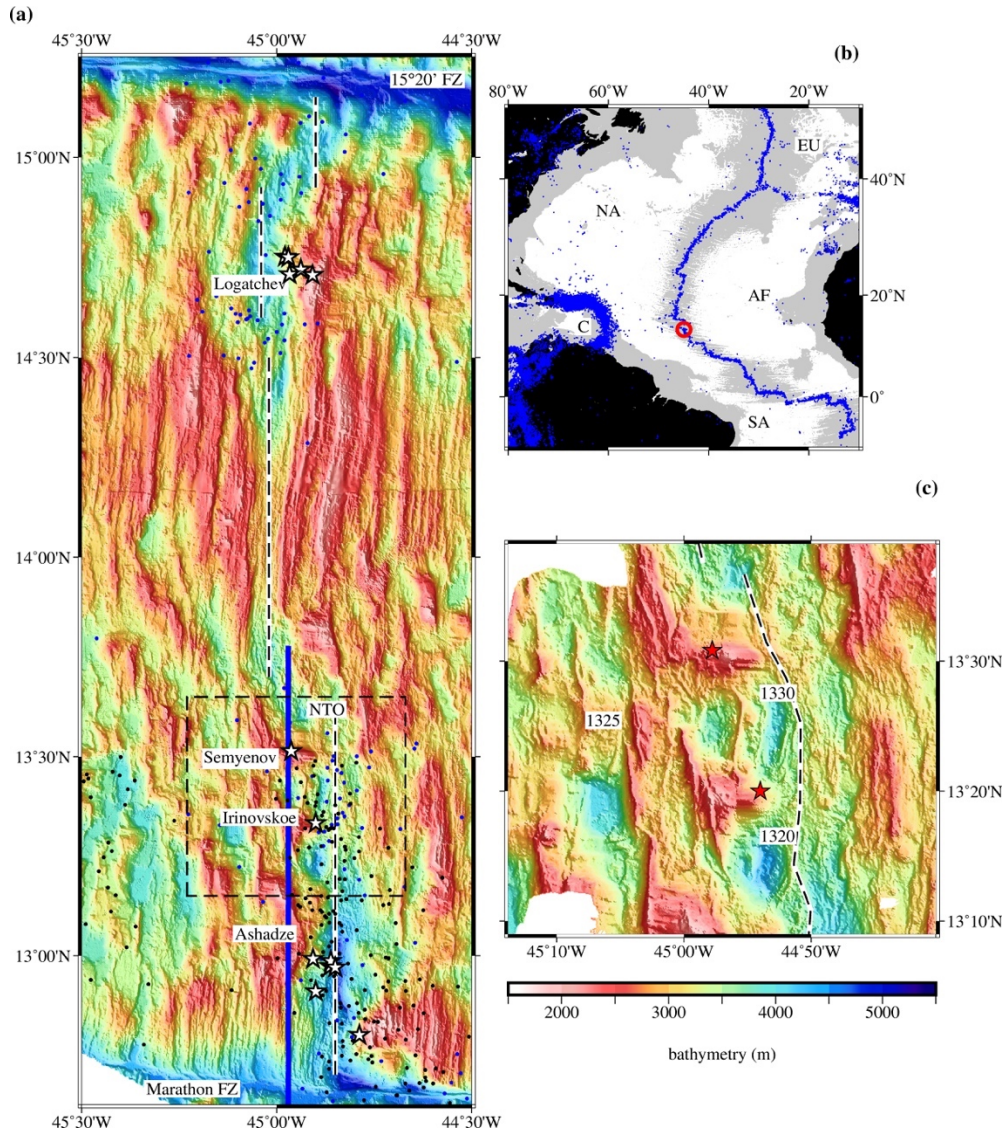 (a)
45˚30'W 45˚00'W 44˚30'W
15°20' FZ
15˚00'N
Logatchev
14˚30'N
14˚00'N
NTO
13˚30'N
Semyenov
Irinovskoe
Ashadze
13˚00'N
Marathon FZ
45˚30'W 45˚00'W 44˚30'W
(b)
80˚W 60˚W 40˚W 20˚W
EU
40˚N
NA
AF
20˚N
C
0˚
SA
(c)
13˚30'N
1330
1325
13˚20'N
1320
13˚10'N
45˚10'W 45˚00'W 44˚50'W
2000 3000 4000 5000
bathymetry (m)